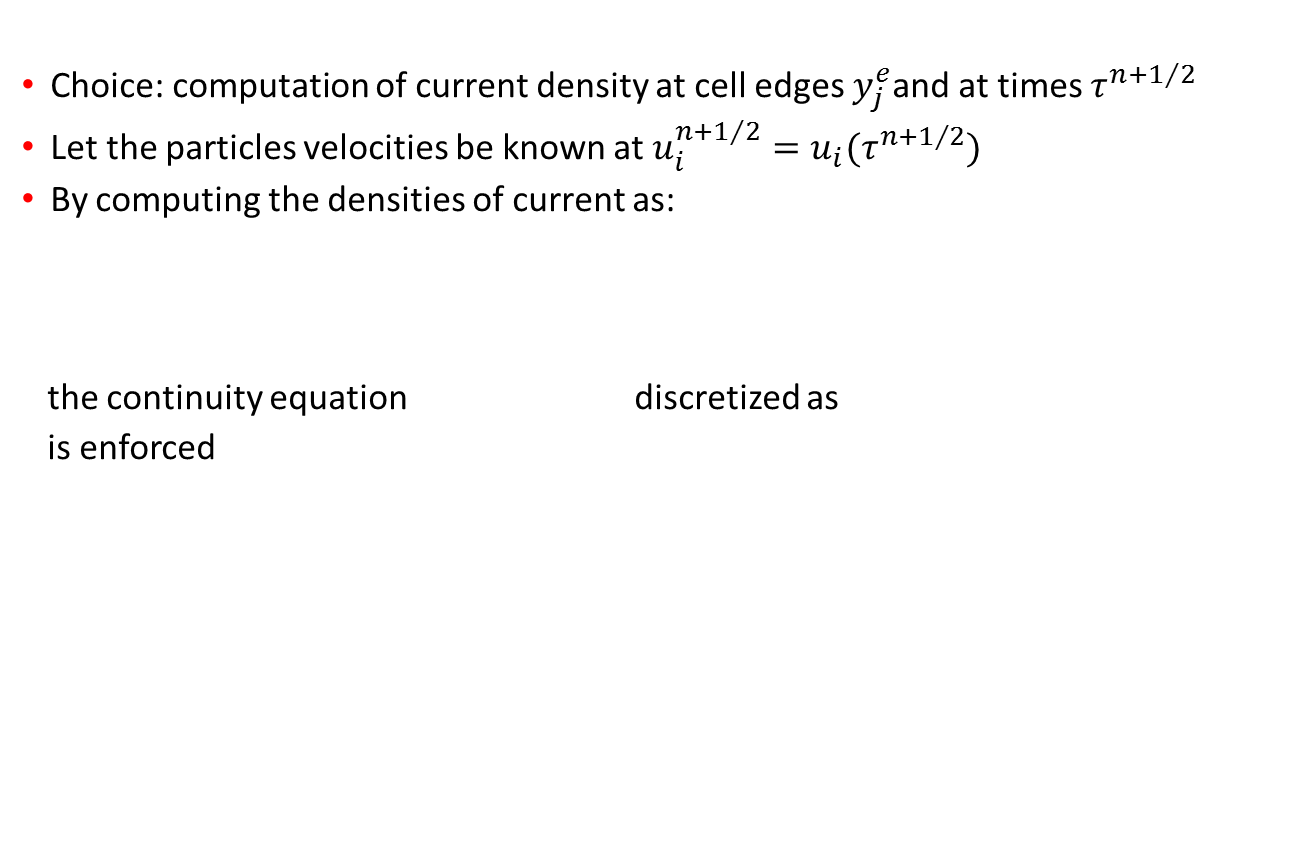 • Choice: computation of current density at cell edges $y_j^e$ and at times $\tau^{n+1/2}$
• Let the particles velocities be known at $u_i^{n+1/2} = u_i(\tau^{n+1/2})$
• By computing the densities of current as:
the continuity equation discretized as
is enforced